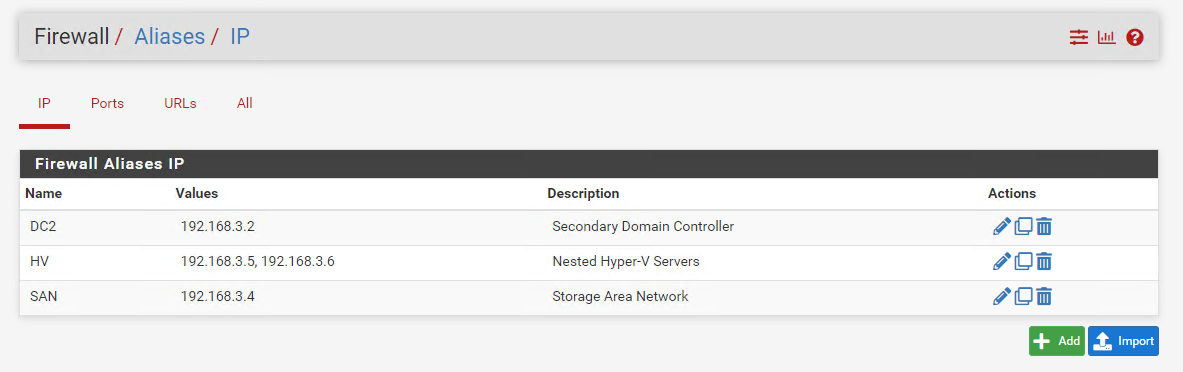 Firewall / Aliases / IP
IP Ports URLs All
Firewall Aliases IP
Name Values Description Actions
DC2 192.168.3.2 Secondary Domain Controller
HV 192.168.3.5, 192.168.3.6 Nested Hyper-V Servers
SAN 192.168.3.4 Storage Area Network
Add Import